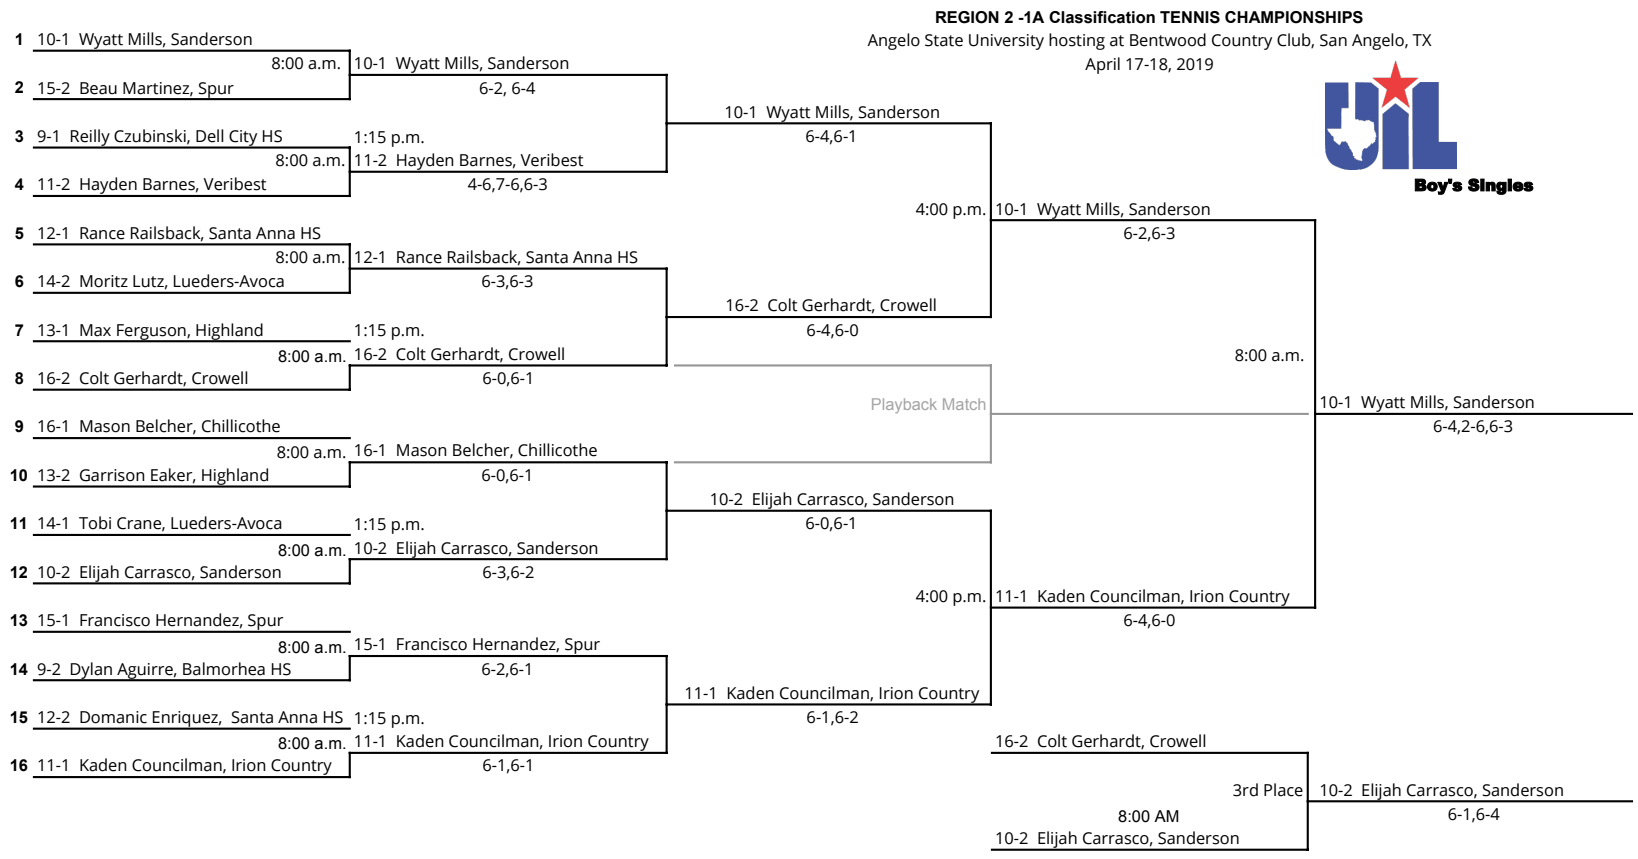 REGION 2 -1A Classification TENNIS CHAMPIONSHIPS
Angelo State University hosting at Bentwood Country Club, San Angelo, TX
April 17-18, 2019
UIL
Boy's Singles
1 10-1 Wyatt Mills, Sanderson
8:00 a.m.
2 15-2 Beau Martinez, Spur
3 9-1 Reilly Czubinski, Dell City HS
8:00 a.m.
4 11-2 Hayden Barnes, Veribest
5 12-1 Rance Railsback, Santa Anna HS
8:00 a.m.
6 14-2 Moritz Lutz, Lueders-Avoca
7 13-1 Max Ferguson, Highland
8:00 a.m.
8 16-2 Colt Gerhardt, Crowell
9 16-1 Mason Belcher, Chillicothe
8:00 a.m.
10 13-2 Garrison Eaker, Highland
11 14-1 Tobi Crane, Lueders-Avoca
8:00 a.m.
12 10-2 Elijah Carrasco, Sanderson
13 15-1 Francisco Hernandez, Spur
8:00 a.m.
14 9-2 Dylan Aguirre, Balmorhea HS
15 12-2 Domanic Enriquez, Santa Anna HS
8:00 a.m.
16 11-1 Kaden Councilman, Irion Country
10-1 Wyatt Mills, Sanderson
6-2, 6-4
1:15 p.m.
11-2 Hayden Barnes, Veribest
4-6,7-6,6-3
12-1 Rance Railsback, Santa Anna HS
6-3,6-3
1:15 p.m.
16-2 Colt Gerhardt, Crowell
6-0,6-1
16-1 Mason Belcher, Chillicothe
6-0,6-1
1:15 p.m.
10-2 Elijah Carrasco, Sanderson
6-3,6-2
15-1 Francisco Hernandez, Spur
6-2,6-1
1:15 p.m.
11-1 Kaden Councilman, Irion Country
6-1,6-1
10-1 Wyatt Mills, Sanderson
6-4,6-1
4:00 p.m.
16-2 Colt Gerhardt, Crowell
6-4,6-0
Playback Match
10-2 Elijah Carrasco, Sanderson
6-0,6-1
4:00 p.m.
11-1 Kaden Councilman, Irion Country
6-1,6-2
10-1 Wyatt Mills, Sanderson
6-2,6-3
8:00 a.m.
11-1 Kaden Councilman, Irion Country
6-4,6-0
10-1 Wyatt Mills, Sanderson
6-4,2-6,6-3
16-2 Colt Gerhardt, Crowell
3rd Place
8:00 AM
10-2 Elijah Carrasco, Sanderson
10-2 Elijah Carrasco, Sanderson
6-1,6-4